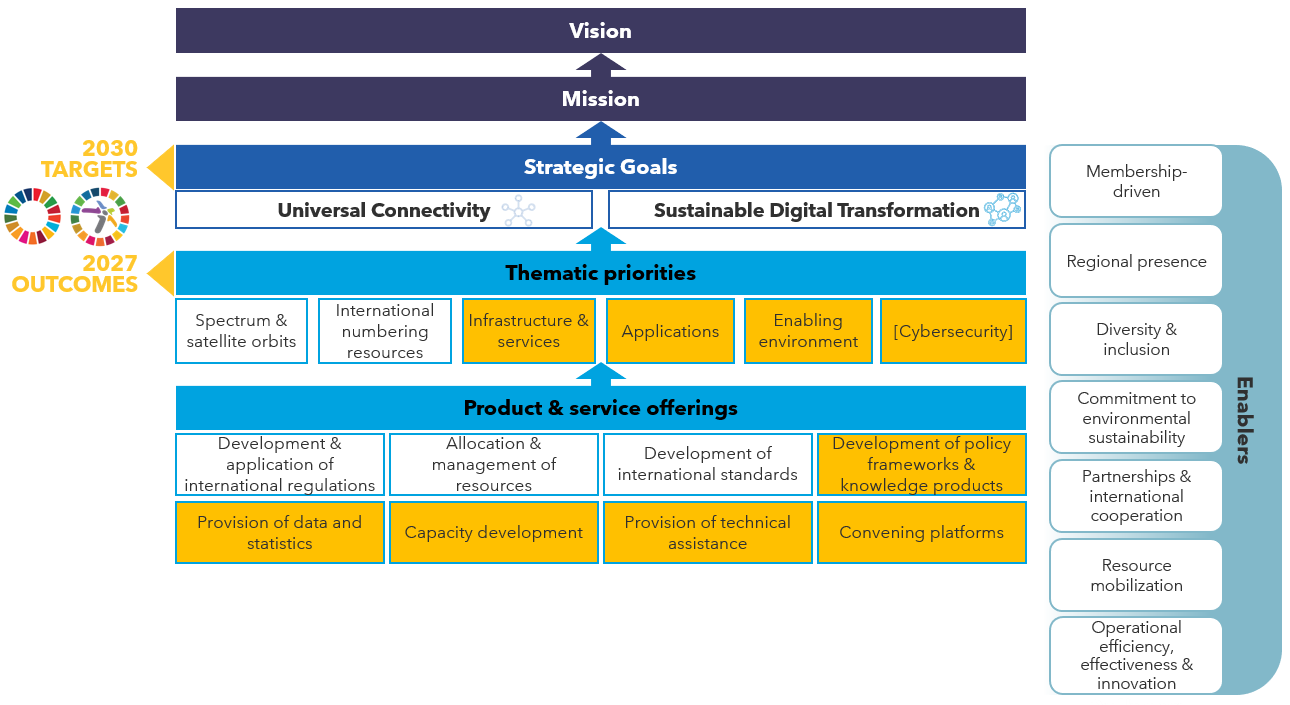 Vision
Mission
2030
TARGETS
Strategic Goals
Universal Connectivity
Sustainable Digital Transformation
2027
OUTCOMES
Thematic priorities
Spectrum &
satellite orbits
International
numbering
resources
Infrastructure &
services
Applications
Enabling
environment
[Cybersecurity]
Product & service offerings
Development &
application of
international regulations
Allocation &
management of
resources
Development of
international standards
Development of policy
frameworks &
knowledge products
Provision of data and
statistics
Capacity development
Provision of technical
assistance
Convening platforms
Membership-
driven
Regional presence
Diversity &
inclusion
Commitment to
environmental
sustainability
Partnerships &
international
cooperation
Resource
mobilization
Operational
efficiency,
effectiveness &
innovation
Enablers